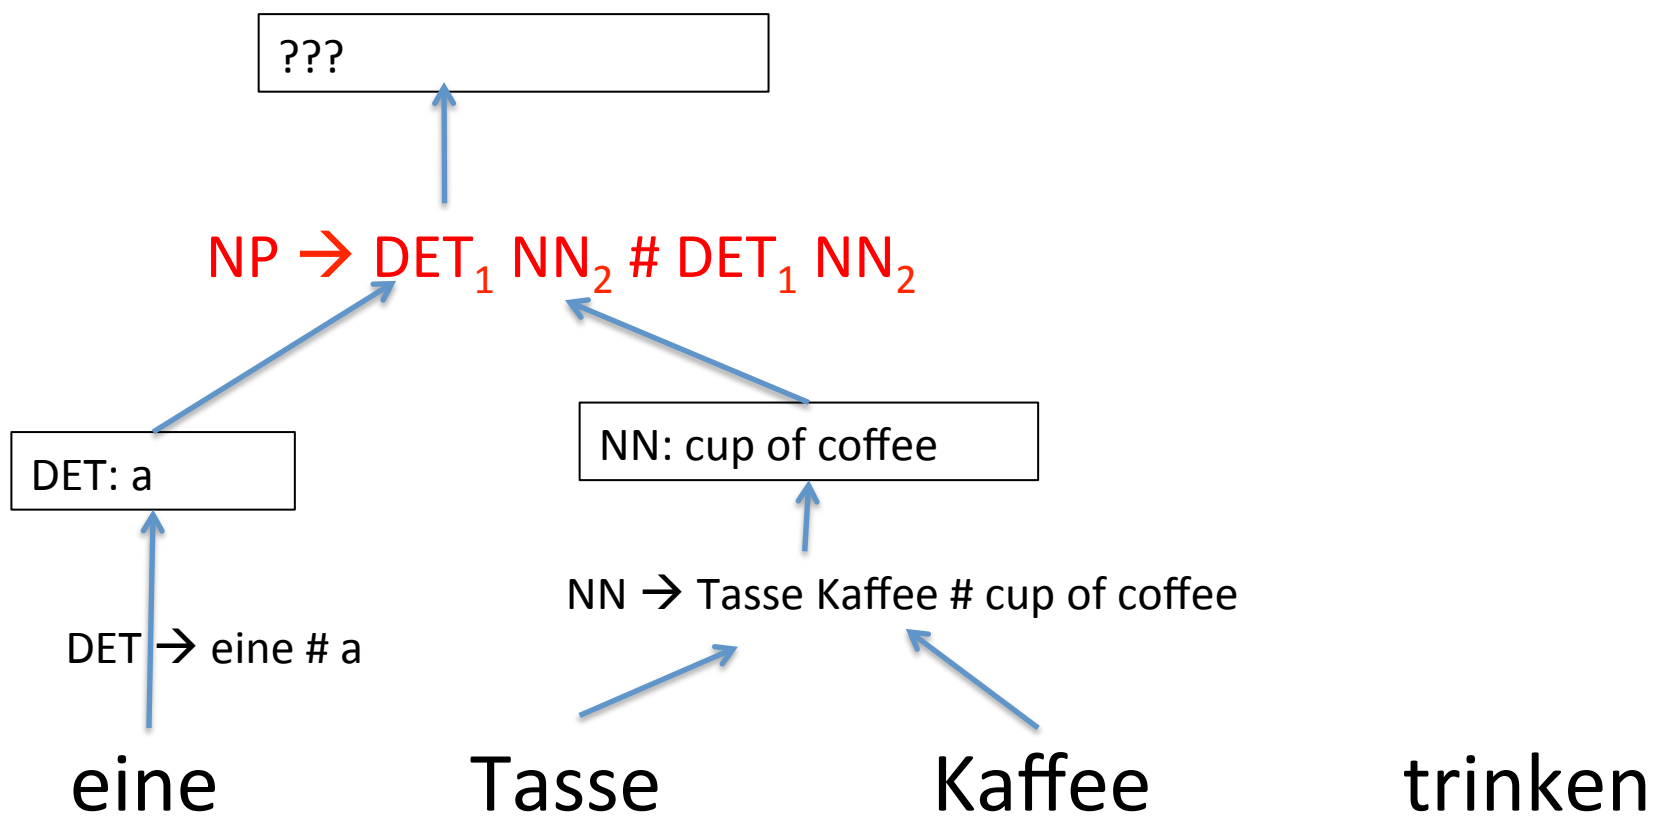 ???
NP → DET₁ NN₂ # DET₁ NN₂
DET: a
NN: cup of coffee
NN → Tasse Kaffee # cup of coffee
DET → eine # a
eine Tasse Kaffee trinken